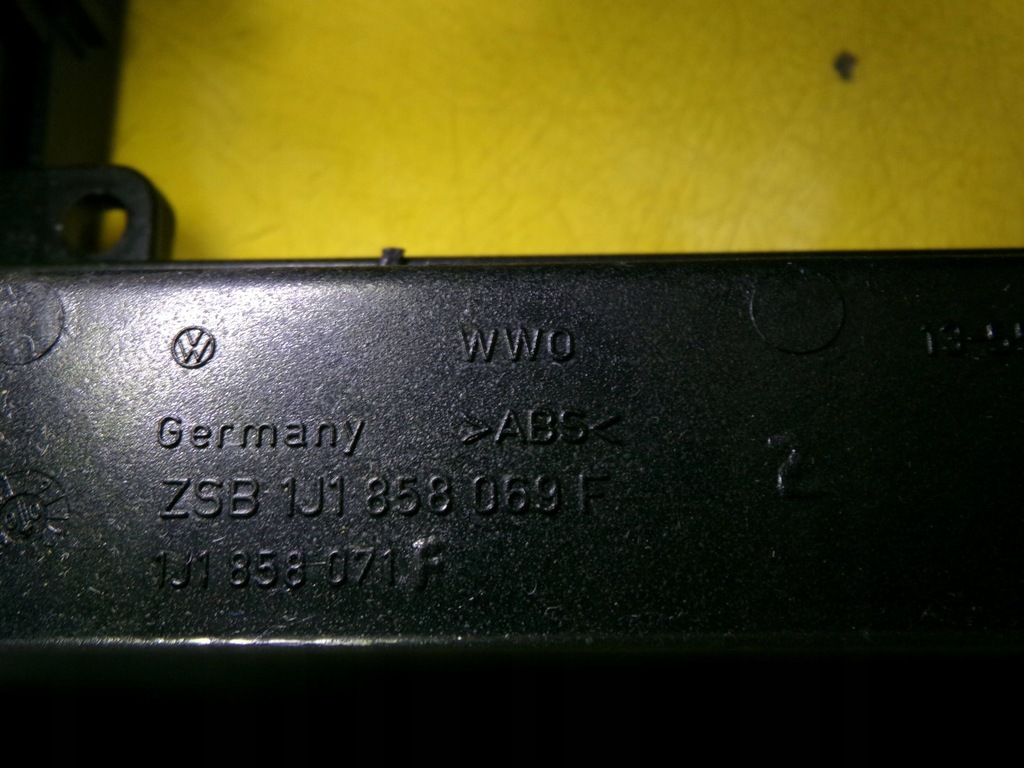 WWO
Germany >ABS<
ZSB 1J1 858 069 F
1J1 858 071 F